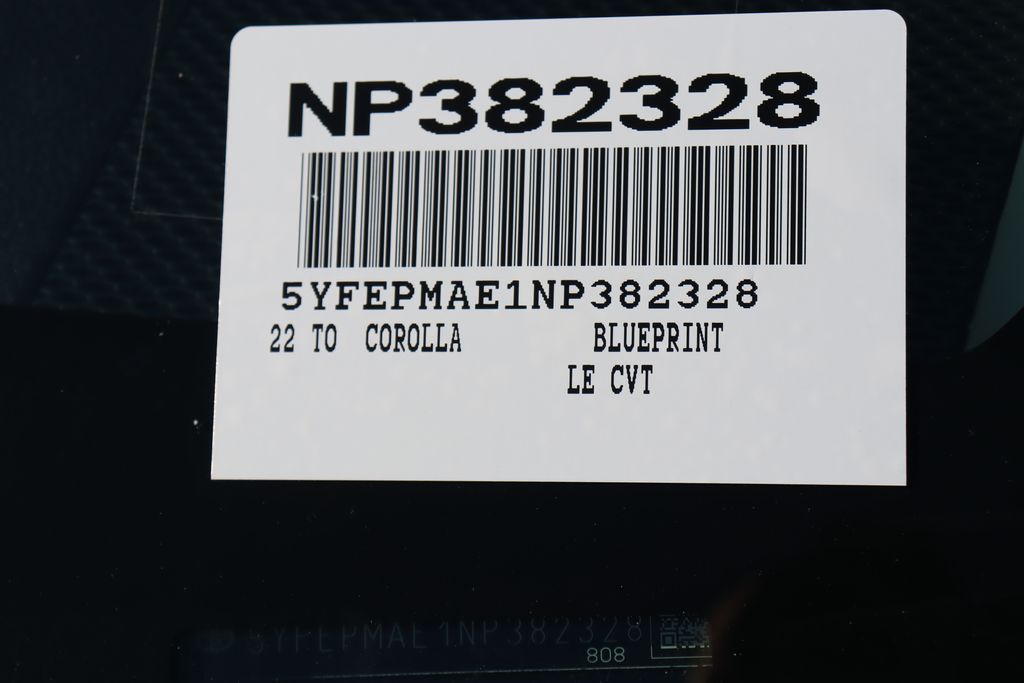 NP382328
5YFEPMAE1NP382328
22 TO COROLLA BLUEPRINT
LE CVT
5YFEPMAE1NP382328
808